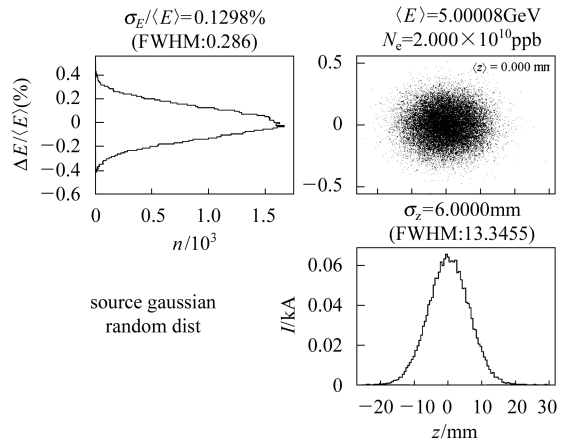 σE/⟨E⟩=0.1298%
(FWHM:0.286)
⟨E⟩=5.00008GeV
Ne=2.000×10¹⁰ppb
ΔE/⟨E⟩(%)
0.4
0.2
0
−0.2
−0.4
−0.6
0
0.5
1.0
1.5
n/10³
⟨z⟩ = 0.000 mm
0.5
0
−0.5
σz=6.0000mm
(FWHM:13.3455)
source gaussian
random dist
I/kA
0.06
0.04
0.02
0
−20
−10
0
10
20
30
z/mm